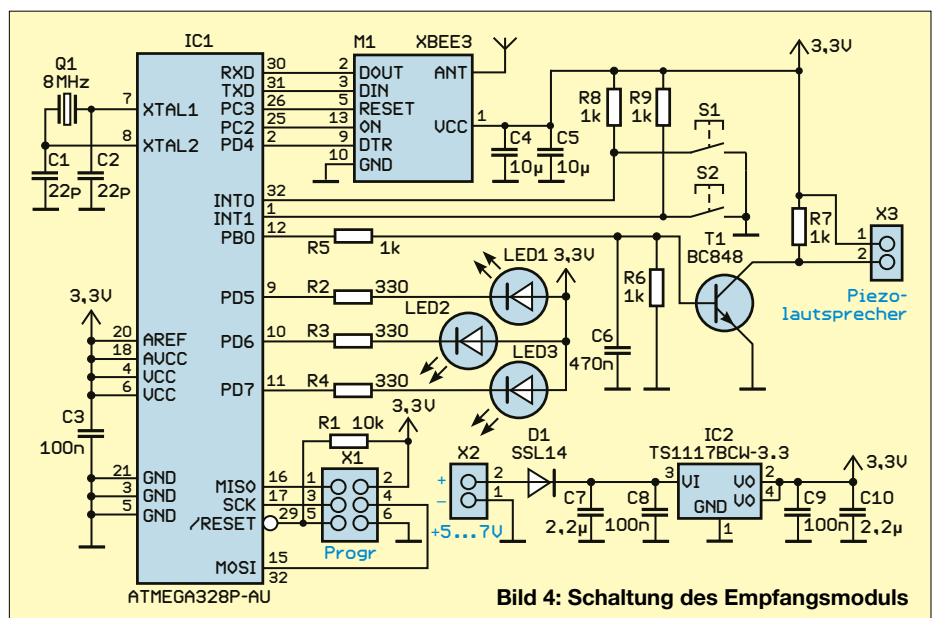 IC1
M1 XBEE3
3,3V
Q1
8MHz
7 XTAL1
8 XTAL2
C1
22p
C2
22p
RXD 30 2 DOUT ANT
TXD 31 3 DIN
PC3 26 5 RESET
PC2 25 13 ON VCC 1
PD4 2 9 DTR
10 GND
C4
10µ
C5
10µ
R8
1k
R9
1k
S1
S2
INT0 32
INT1 1
PB0 12
R5 1k
R6
1k
C6
470n
T1
BC848
R7
1k
X3
1
2
Piezo-
lautsprecher
LED1 3,3V
PD5 9 R2 330
LED2
PD6 10 R3 330
LED3
PD7 11 R4 330
3,3V
20 AREF
18 AVCC
4 VCC
6 VCC
C3
100n
21 GND
3 GND
5 GND
3,3V
R1 10k
X1
MISO 16 1 2
SCK 17 3 4
/RESET 29 5 6
Progr
MOSI 15
32
ATMEGA328P-AU
X2
+ 2
− 1
+5...7V
D1
SSL14
C7
2,2µ
C8
100n
IC2
TS1117BCW-3.3
3 VI VO 2
VO 4
GND
1
C9
100n
3,3V
C10
2,2µ
Bild 4: Schaltung des Empfangsmoduls